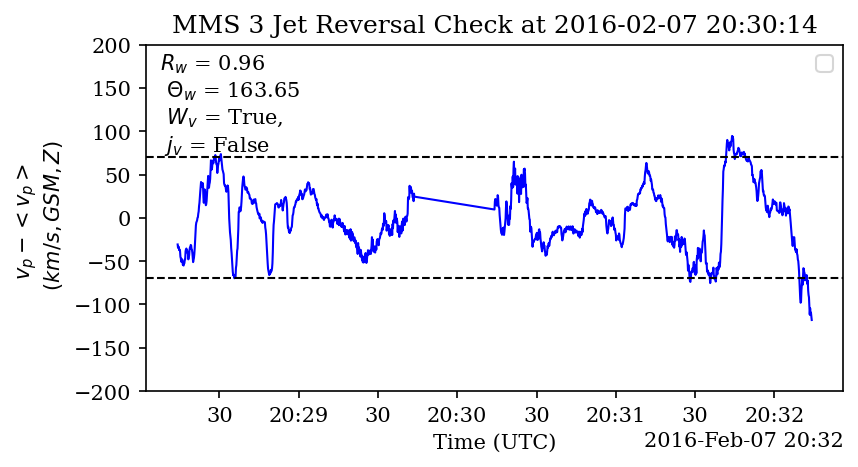 MMS 3 Jet Reversal Check at 2016-02-07 20:30:14
R_w = 0.96
Θ_w = 163.65
W_v = True,
j_v = False
200
150
100
50
0
−50
−100
−150
−200
v_p − < v_p >
(km/s, GSM, Z)
30 20:29 30 20:30 30 20:31 30 20:32
Time (UTC)
2016-Feb-07 20:32